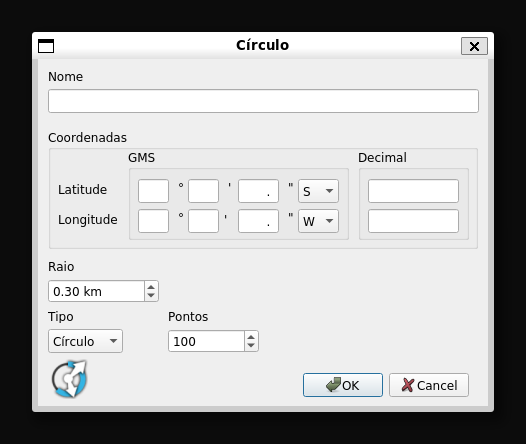 Círculo
Nome
Coordenadas
GMS Decimal
Latitude ° ' . " S
Longitude ° ' . " W
Raio
0.30 km
Tipo Pontos
Círculo 100
OK Cancel